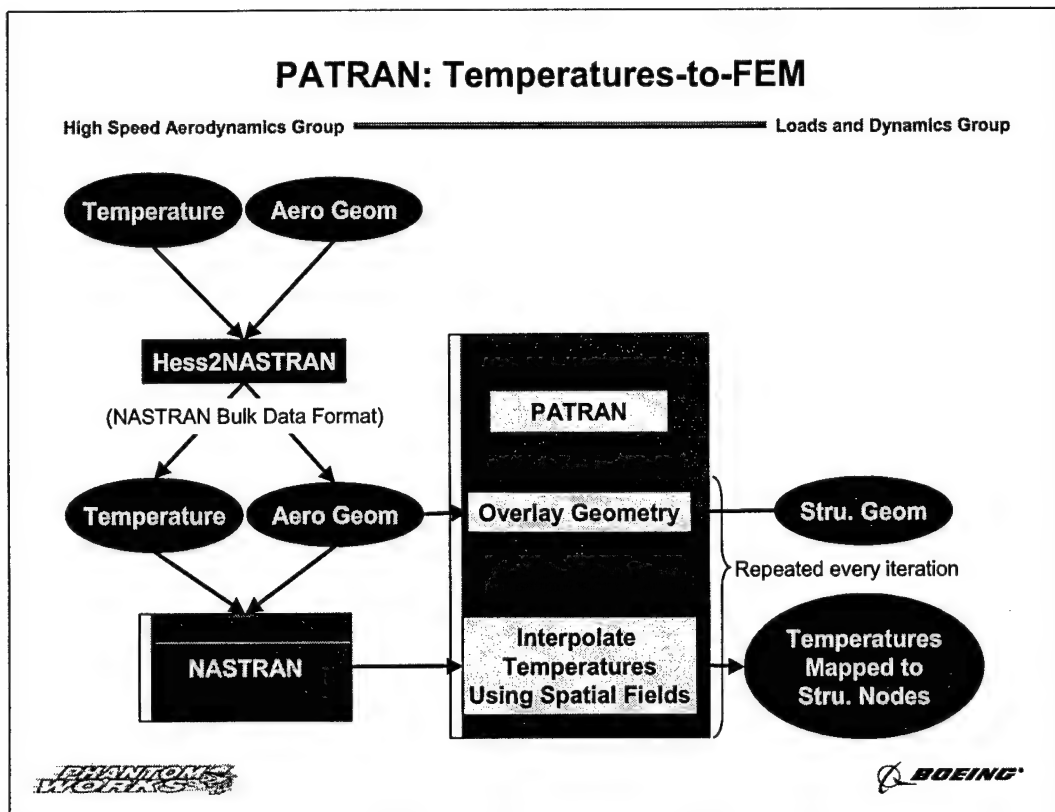 PATRAN: Temperatures-to-FEM
High Speed Aerodynamics Group
Loads and Dynamics Group
Temperature
Aero Geom
Hess2NASTRAN
(NASTRAN Bulk Data Format)
PATRAN
Temperature
Aero Geom
Overlay Geometry
Stru. Geom
Repeated every iteration
NASTRAN
Interpolate
Temperatures
Using Spatial Fields
Temperatures
Mapped to
Stru. Nodes
PHANTOM
WORKS
BOEING